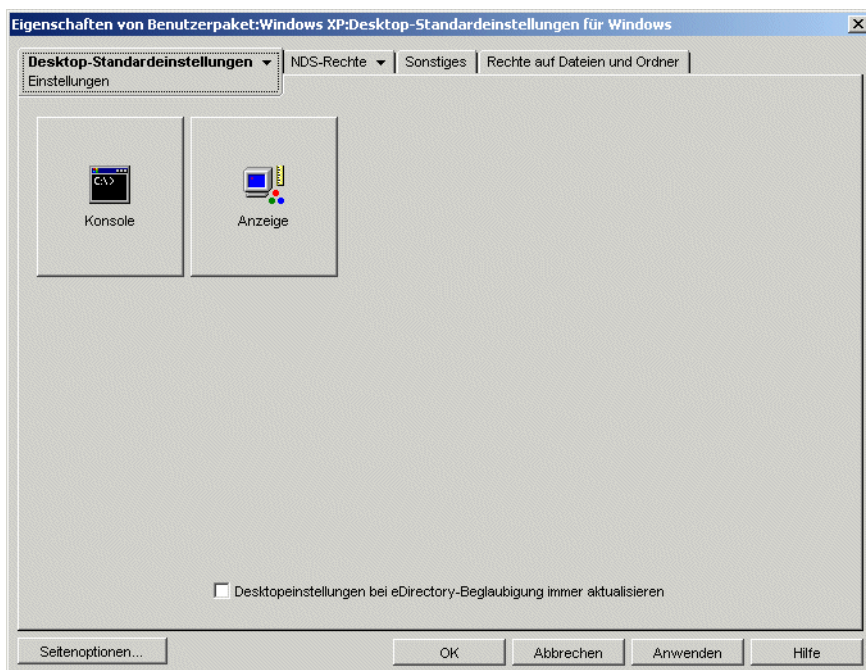 Eigenschaften von Benutzerpaket:Windows XP:Desktop-Standardeinstellungen für Windows
Desktop-Standardeinstellungen NDS-Rechte Sonstiges Rechte auf Dateien und Ordner
Einstellungen
C:\>
Konsole Anzeige
Desktopeinstellungen bei eDirectory-Beglaubigung immer aktualisieren
Seitenoptionen... OK Abbrechen Anwenden Hilfe